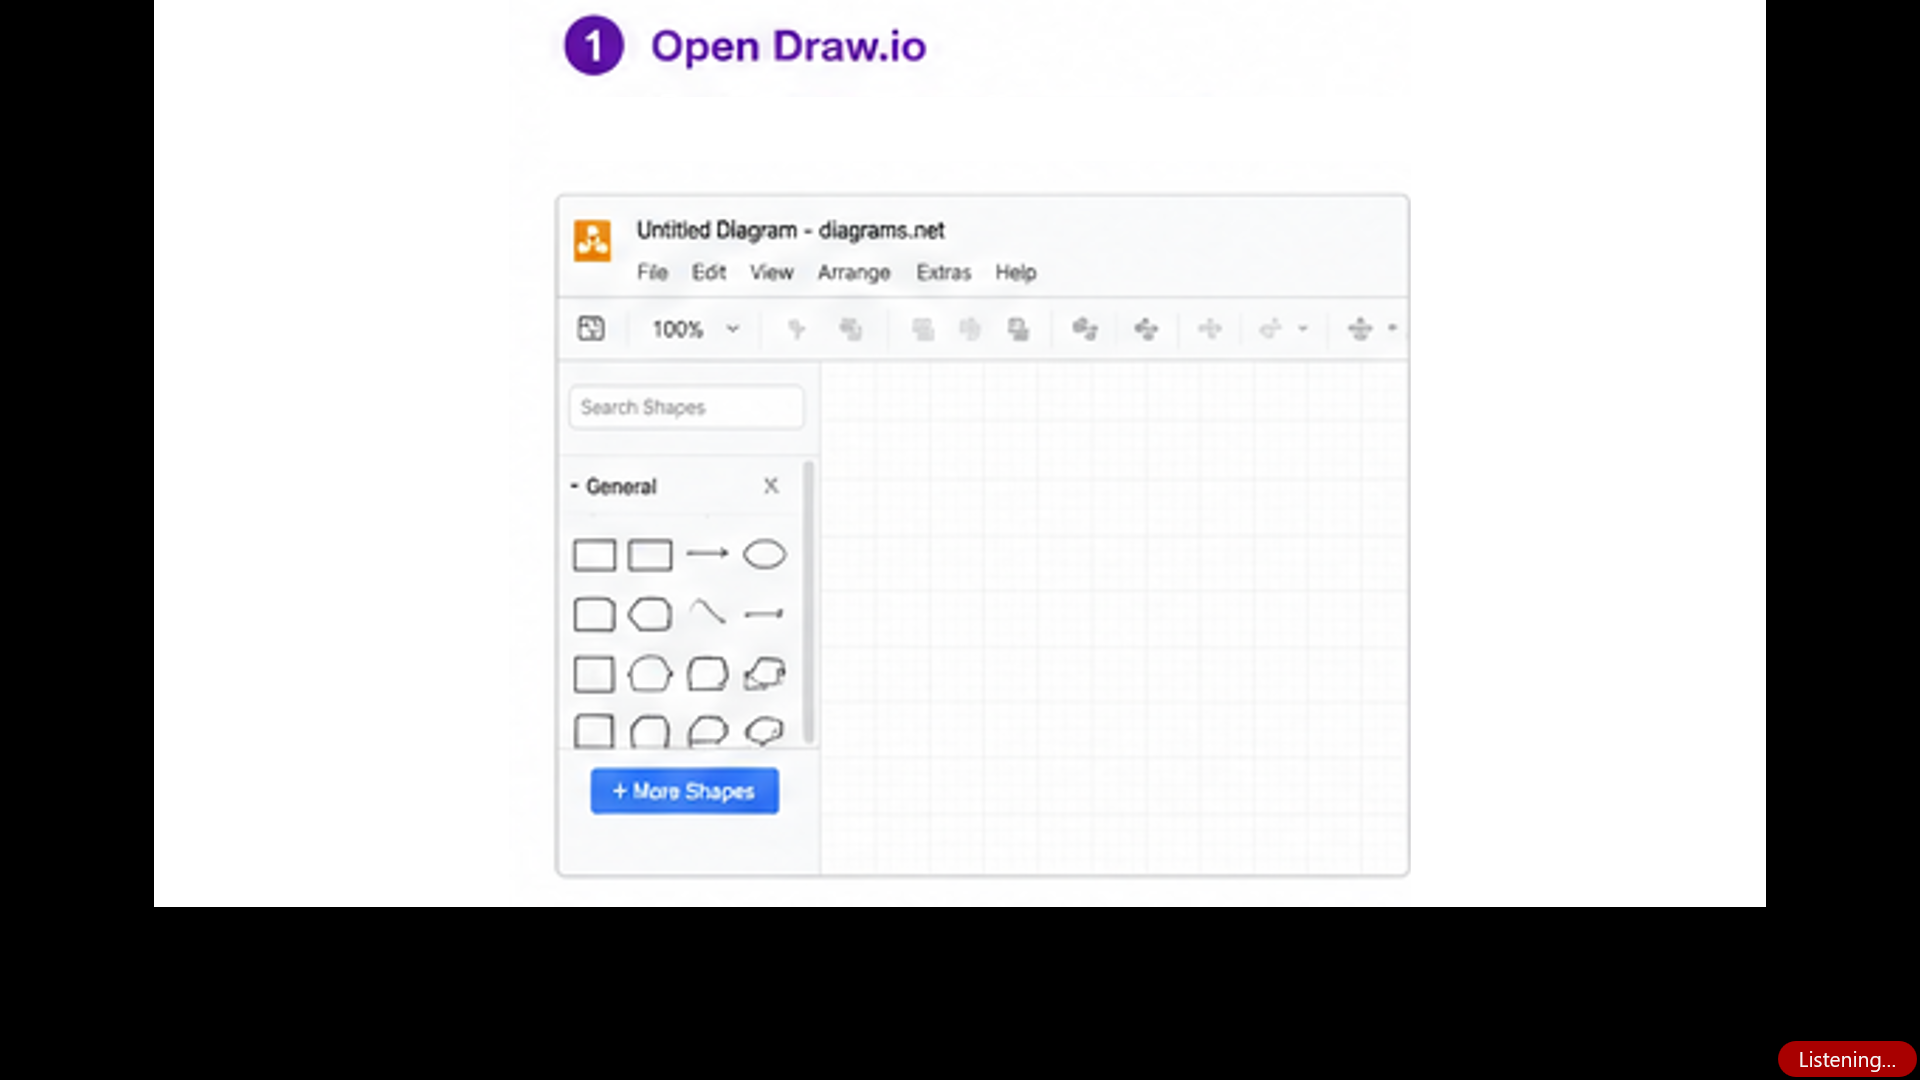 1 Open Draw.io
Untitled Diagram - diagrams.net
File Edit View Arrange Extras Help
100%
Search Shapes
General X
+ More Shapes
Listening...